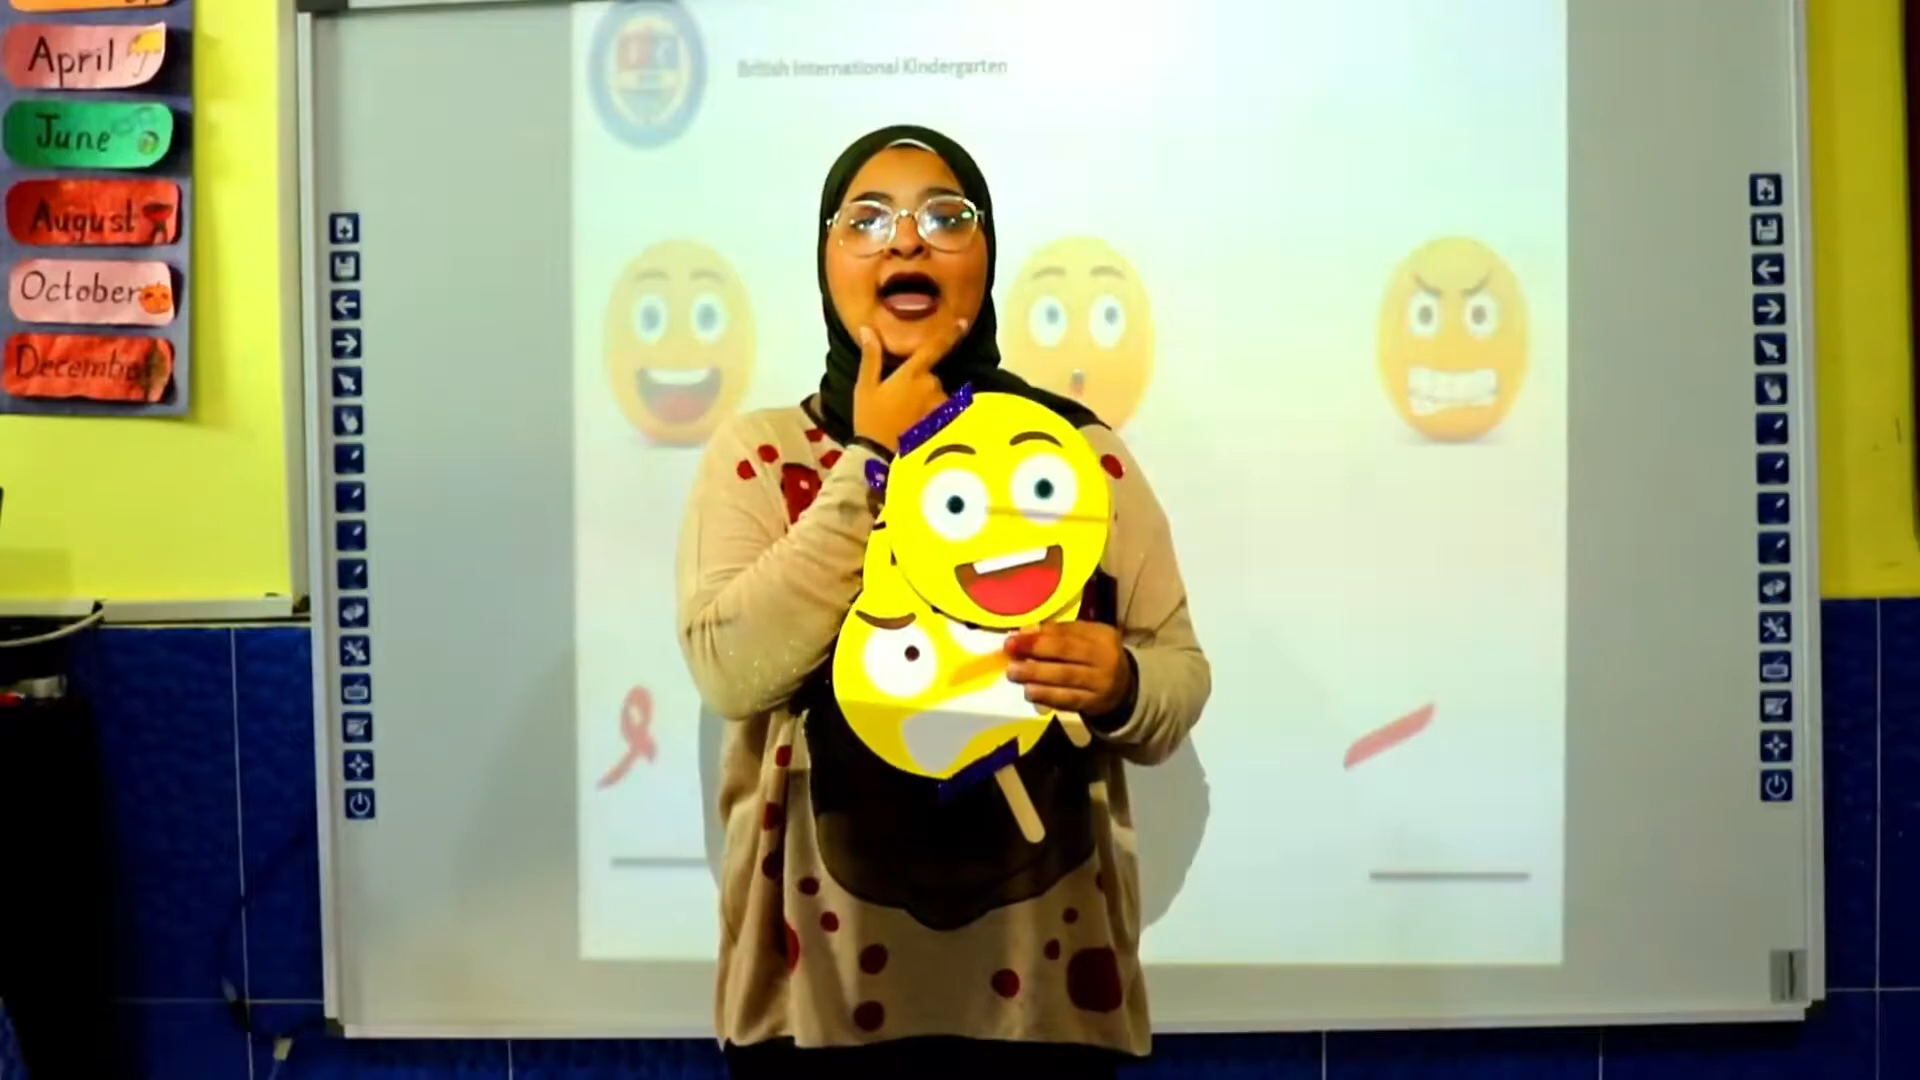 April
June
August
October
December
British International Kindergarten